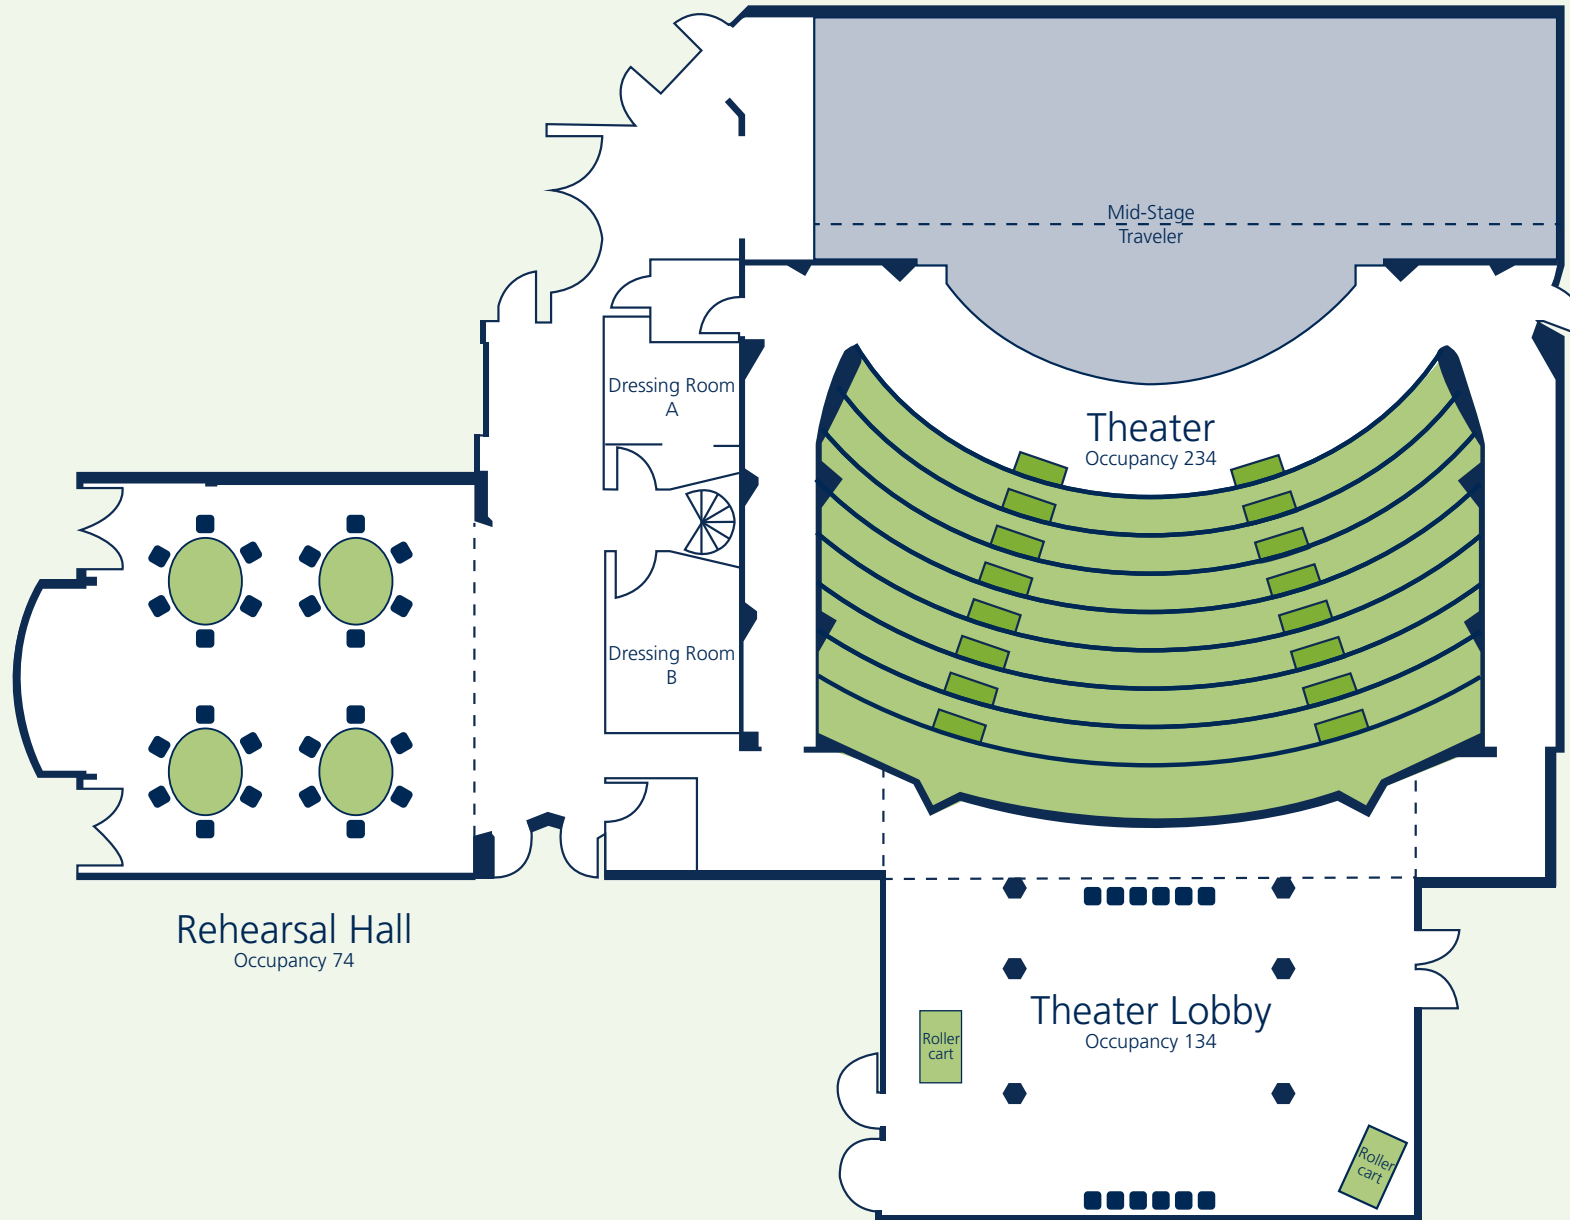 Mid-Stage
Traveler
Dressing Room
A
Theater
Occupancy 234
Dressing Room
B
Rehearsal Hall
Occupancy 74
Theater Lobby
Occupancy 134
Roller
cart
Roller
cart